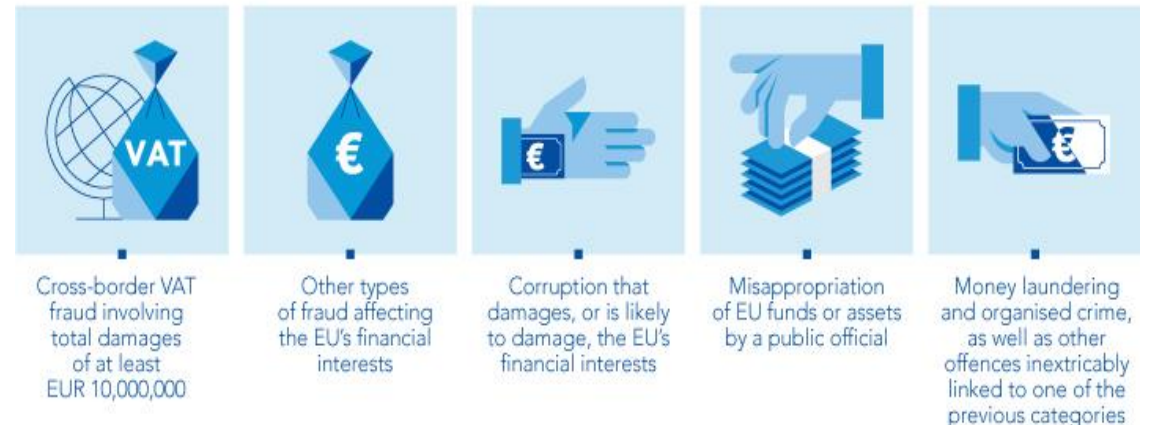 VAT
€
€
€
Cross-border VAT
fraud involving
total damages
of at least
EUR 10,000,000
Other types
of fraud affecting
the EU's financial
interests
Corruption that
damages, or is likely
to damage, the EU's
financial interests
Misappropriation
of EU funds or assets
by a public official
Money laundering
and organised crime,
as well as other
offences inextricably
linked to one of the
previous categories